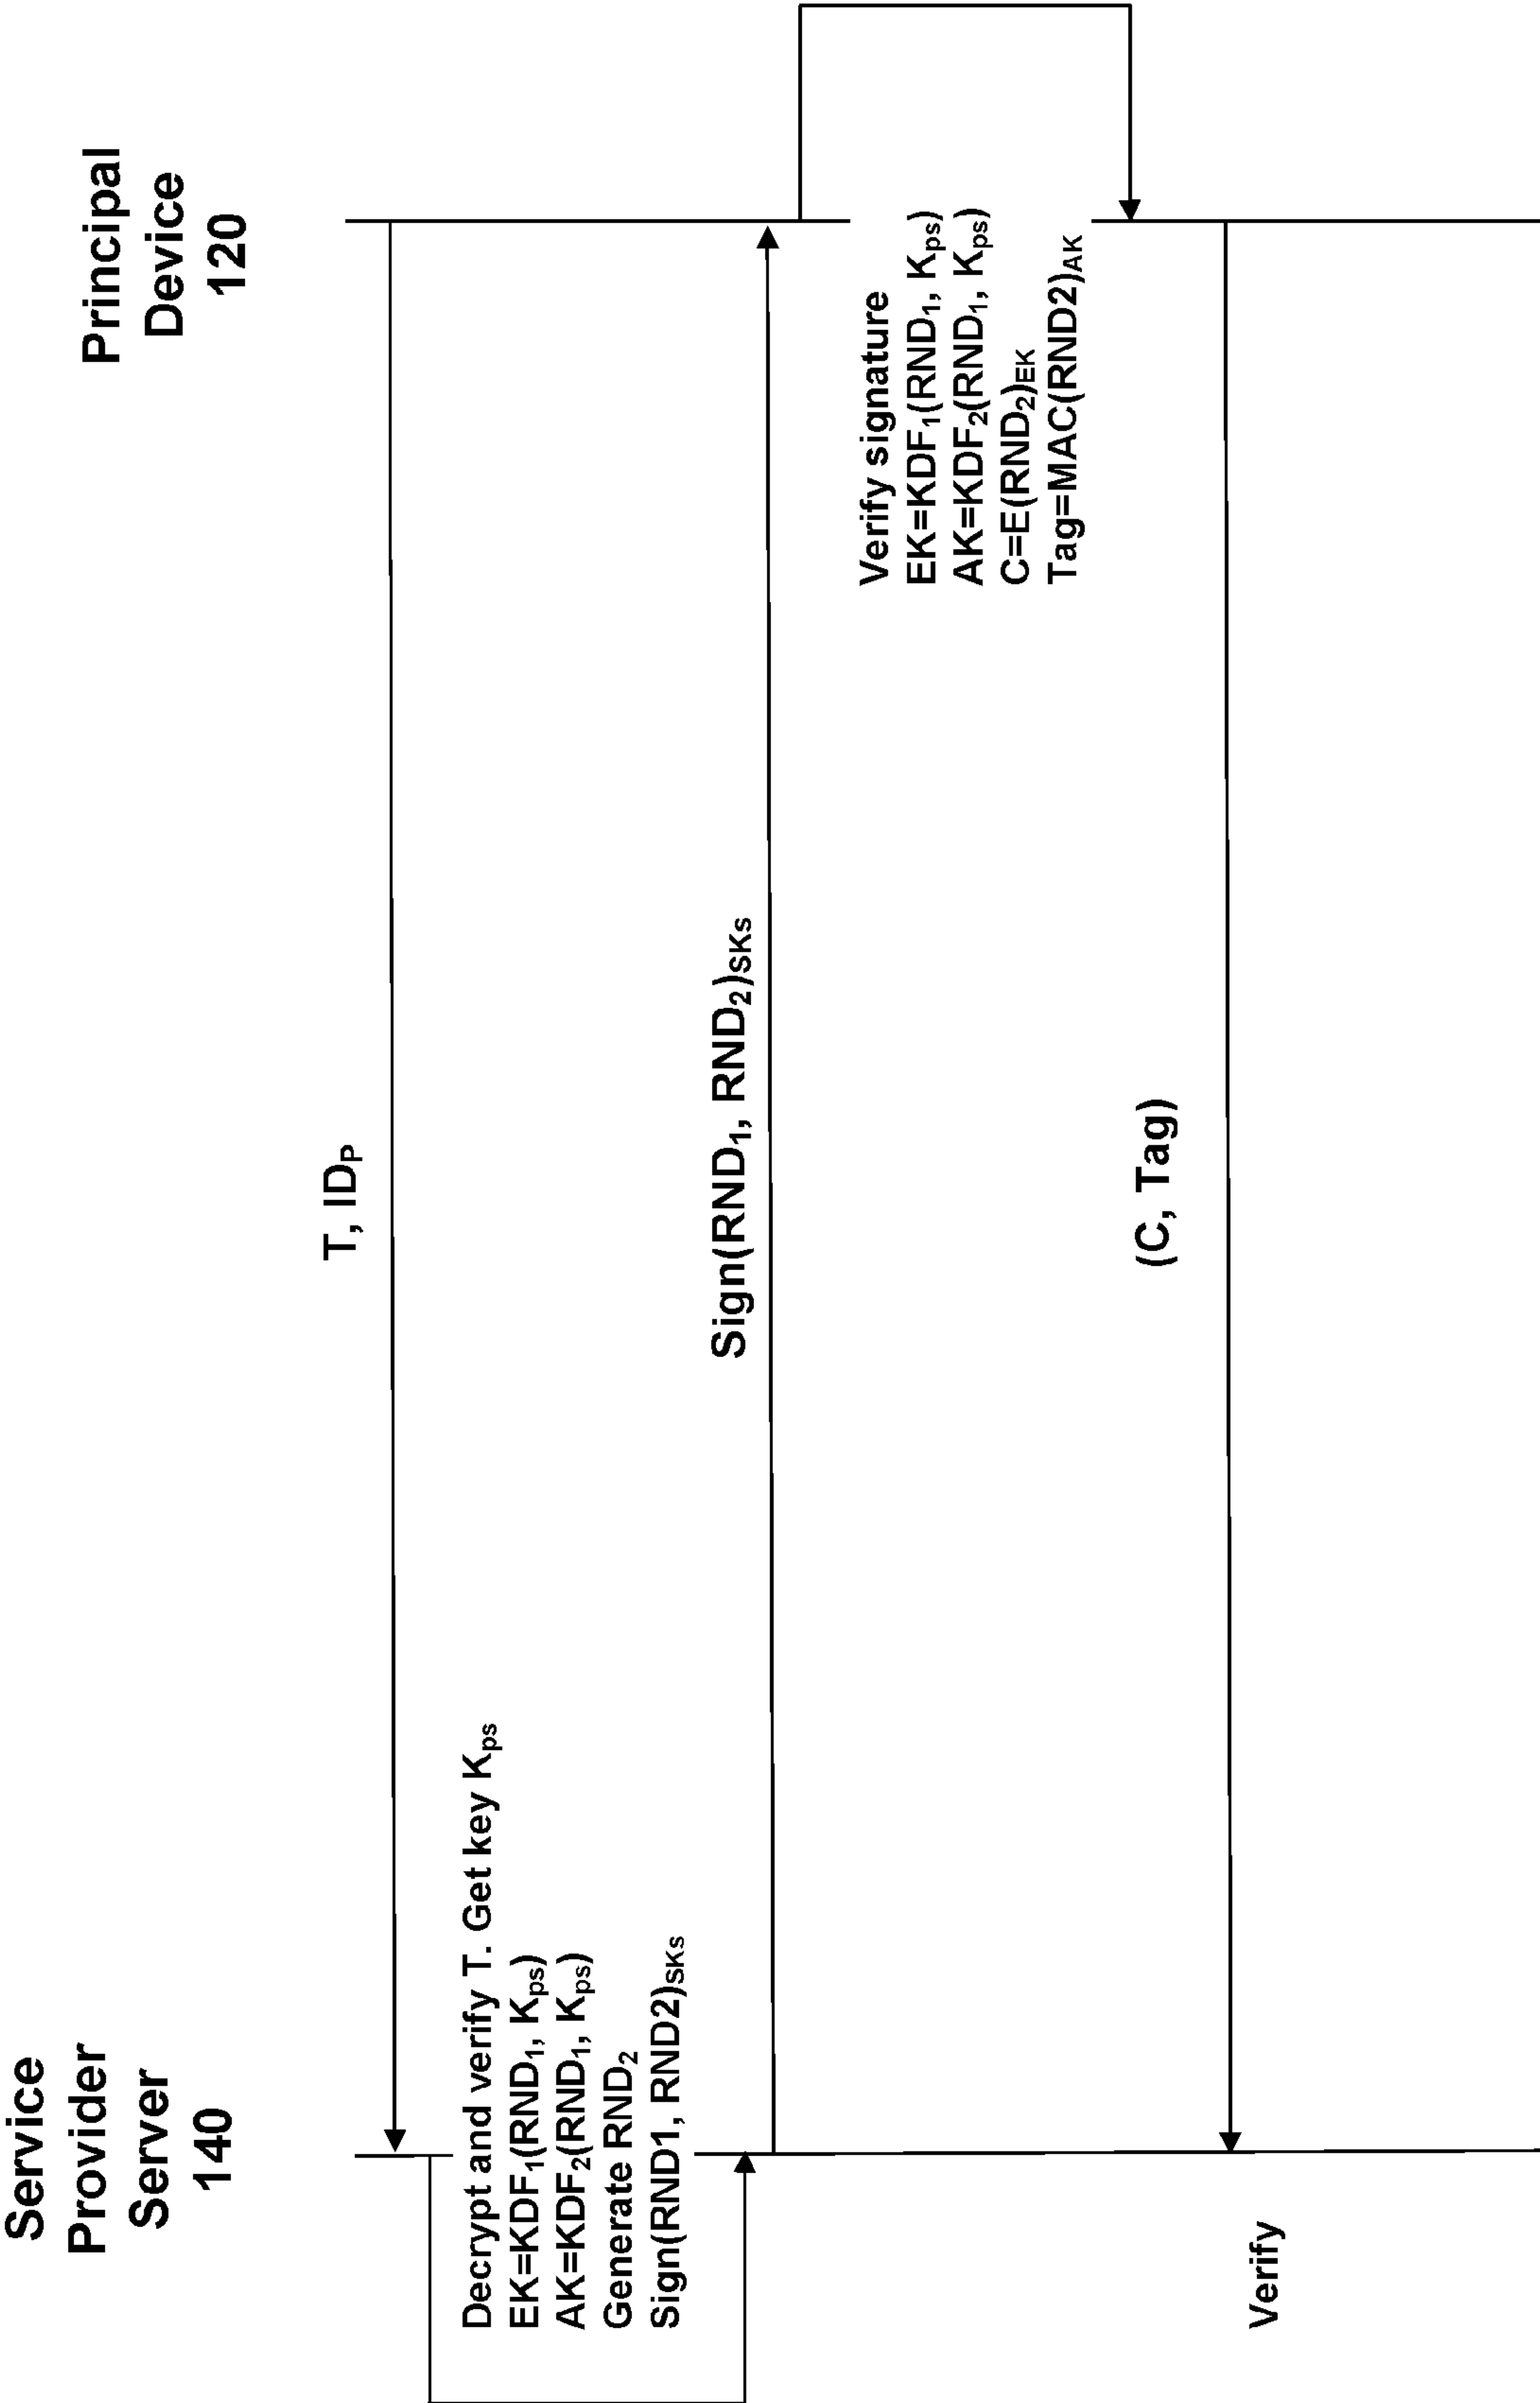 Service
Provider
Server
140
Principal
Device
120
T, IDP
Decrypt and verify T. Get key Kps
EK=KDF1(RND1, Kps)
AK=KDF2(RND1, Kps)
Generate RND2
Sign(RND1, RND2)SKs
Sign(RND1, RND2)SKs
Verify signature
EK=KDF1(RND1, Kps)
AK=KDF2(RND1, Kps)
C=E(RND2)EK
Tag=MAC(RND2)AK
(C, Tag)
Verify